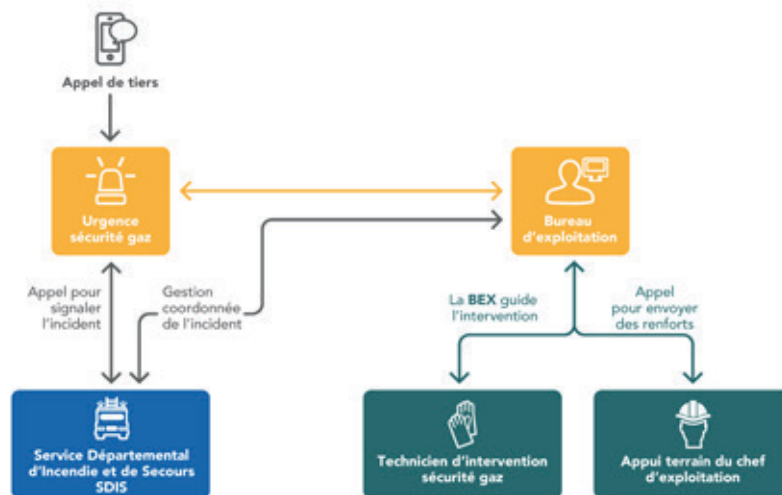 Appel de tiers
Urgence
sécurité gaz
Bureau
d'exploitation
Appel pour
signaler
l'incident
Gestion
coordonnée
de l'incident
La BEX guide
l'intervention
Appel
pour envoyer
des renforts
Service Départemental
d'Incendie et de Secours
SDIS
Technicien d'intervention
sécurité gaz
Appui terrain du chef
d'exploitation